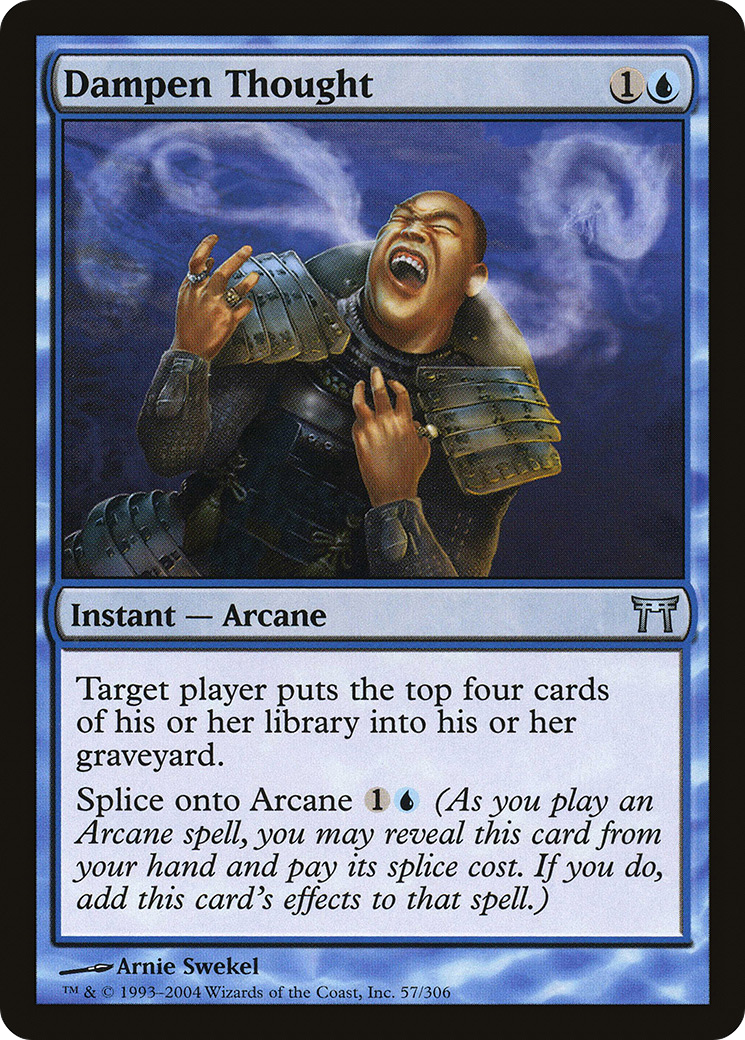 Dampen Thought 1
Instant — Arcane
Target player puts the top four cards
of his or her library into his or her
graveyard.
Splice onto Arcane 1 (As you play an
Arcane spell, you may reveal this card from
your hand and pay its splice cost. If you do,
add this card's effects to that spell.)
Arnie Swekel
™ & © 1993–2004 Wizards of the Coast, Inc. 57/306